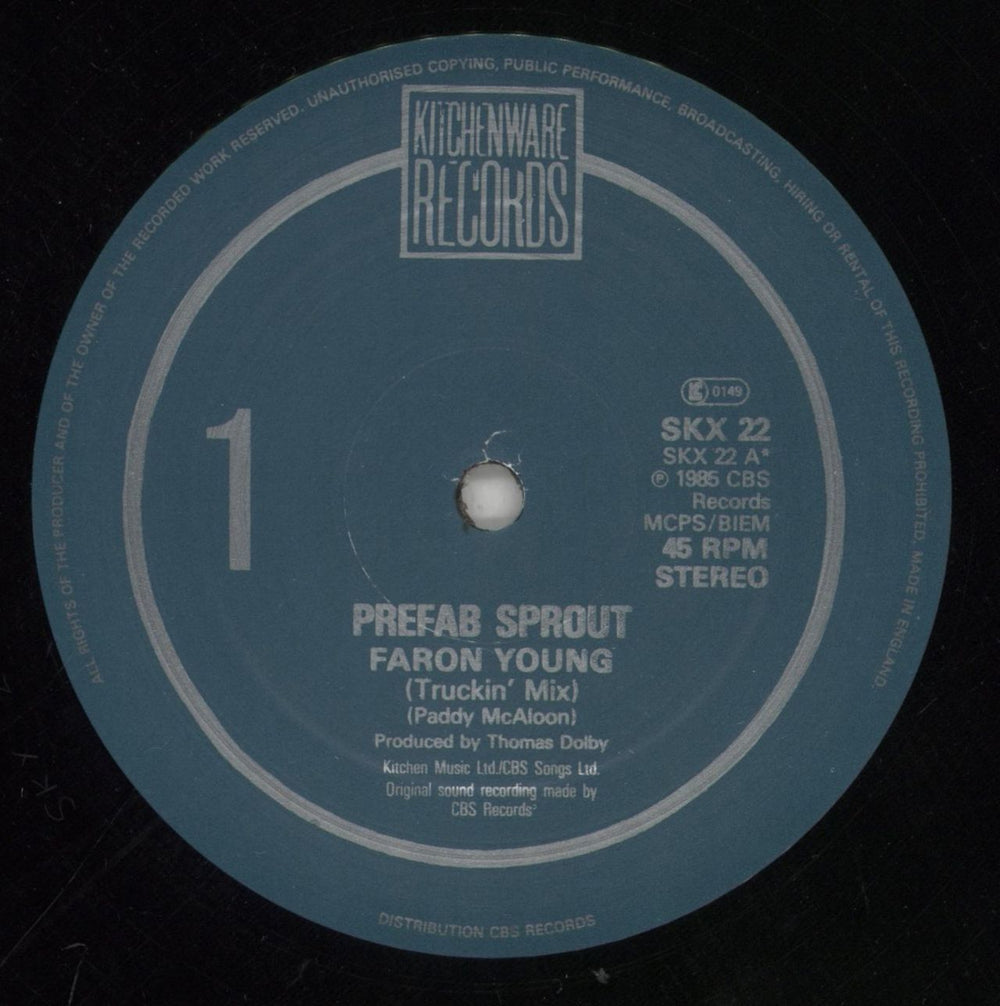 ALL RIGHTS OF THE PRODUCER AND OF THE OWNER OF THE RECORDED WORK RESERVED. UNAUTHORISED COPYING, PUBLIC PERFORMANCE, BROADCASTING, HIRING OR RENTAL OF THIS RECORDING PROHIBITED. MADE IN ENGLAND.
KITCHENWARE
RECORDS
1
0149
SKX 22
SKX 22 A*
℗ 1985 CBS
Records
MCPS/BIEM
45 RPM
STEREO
PREFAB SPROUT
FARON YOUNG
(Truckin' Mix)
(Paddy McAloon)
Produced by Thomas Dolby
Kitchen Music Ltd./CBS Songs Ltd.
Original sound recording made by
CBS Records
DISTRIBUTION CBS RECORDS